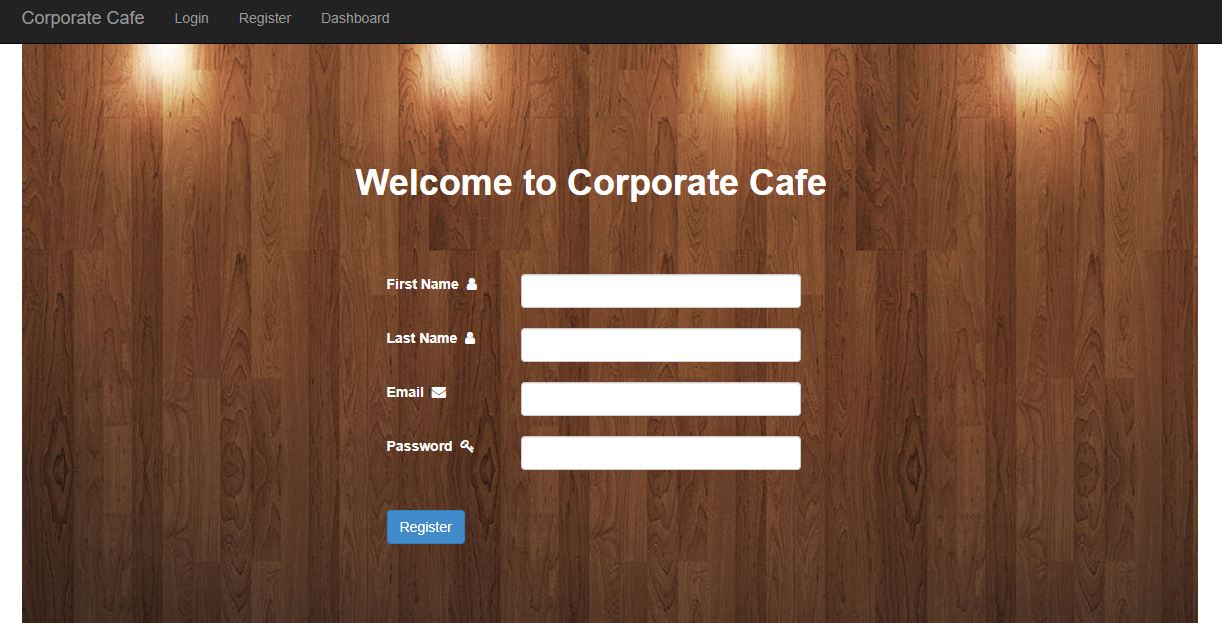 Corporate Cafe Login Register Dashboard
Welcome to Corporate Cafe
First Name
Last Name
Email
Password
Register